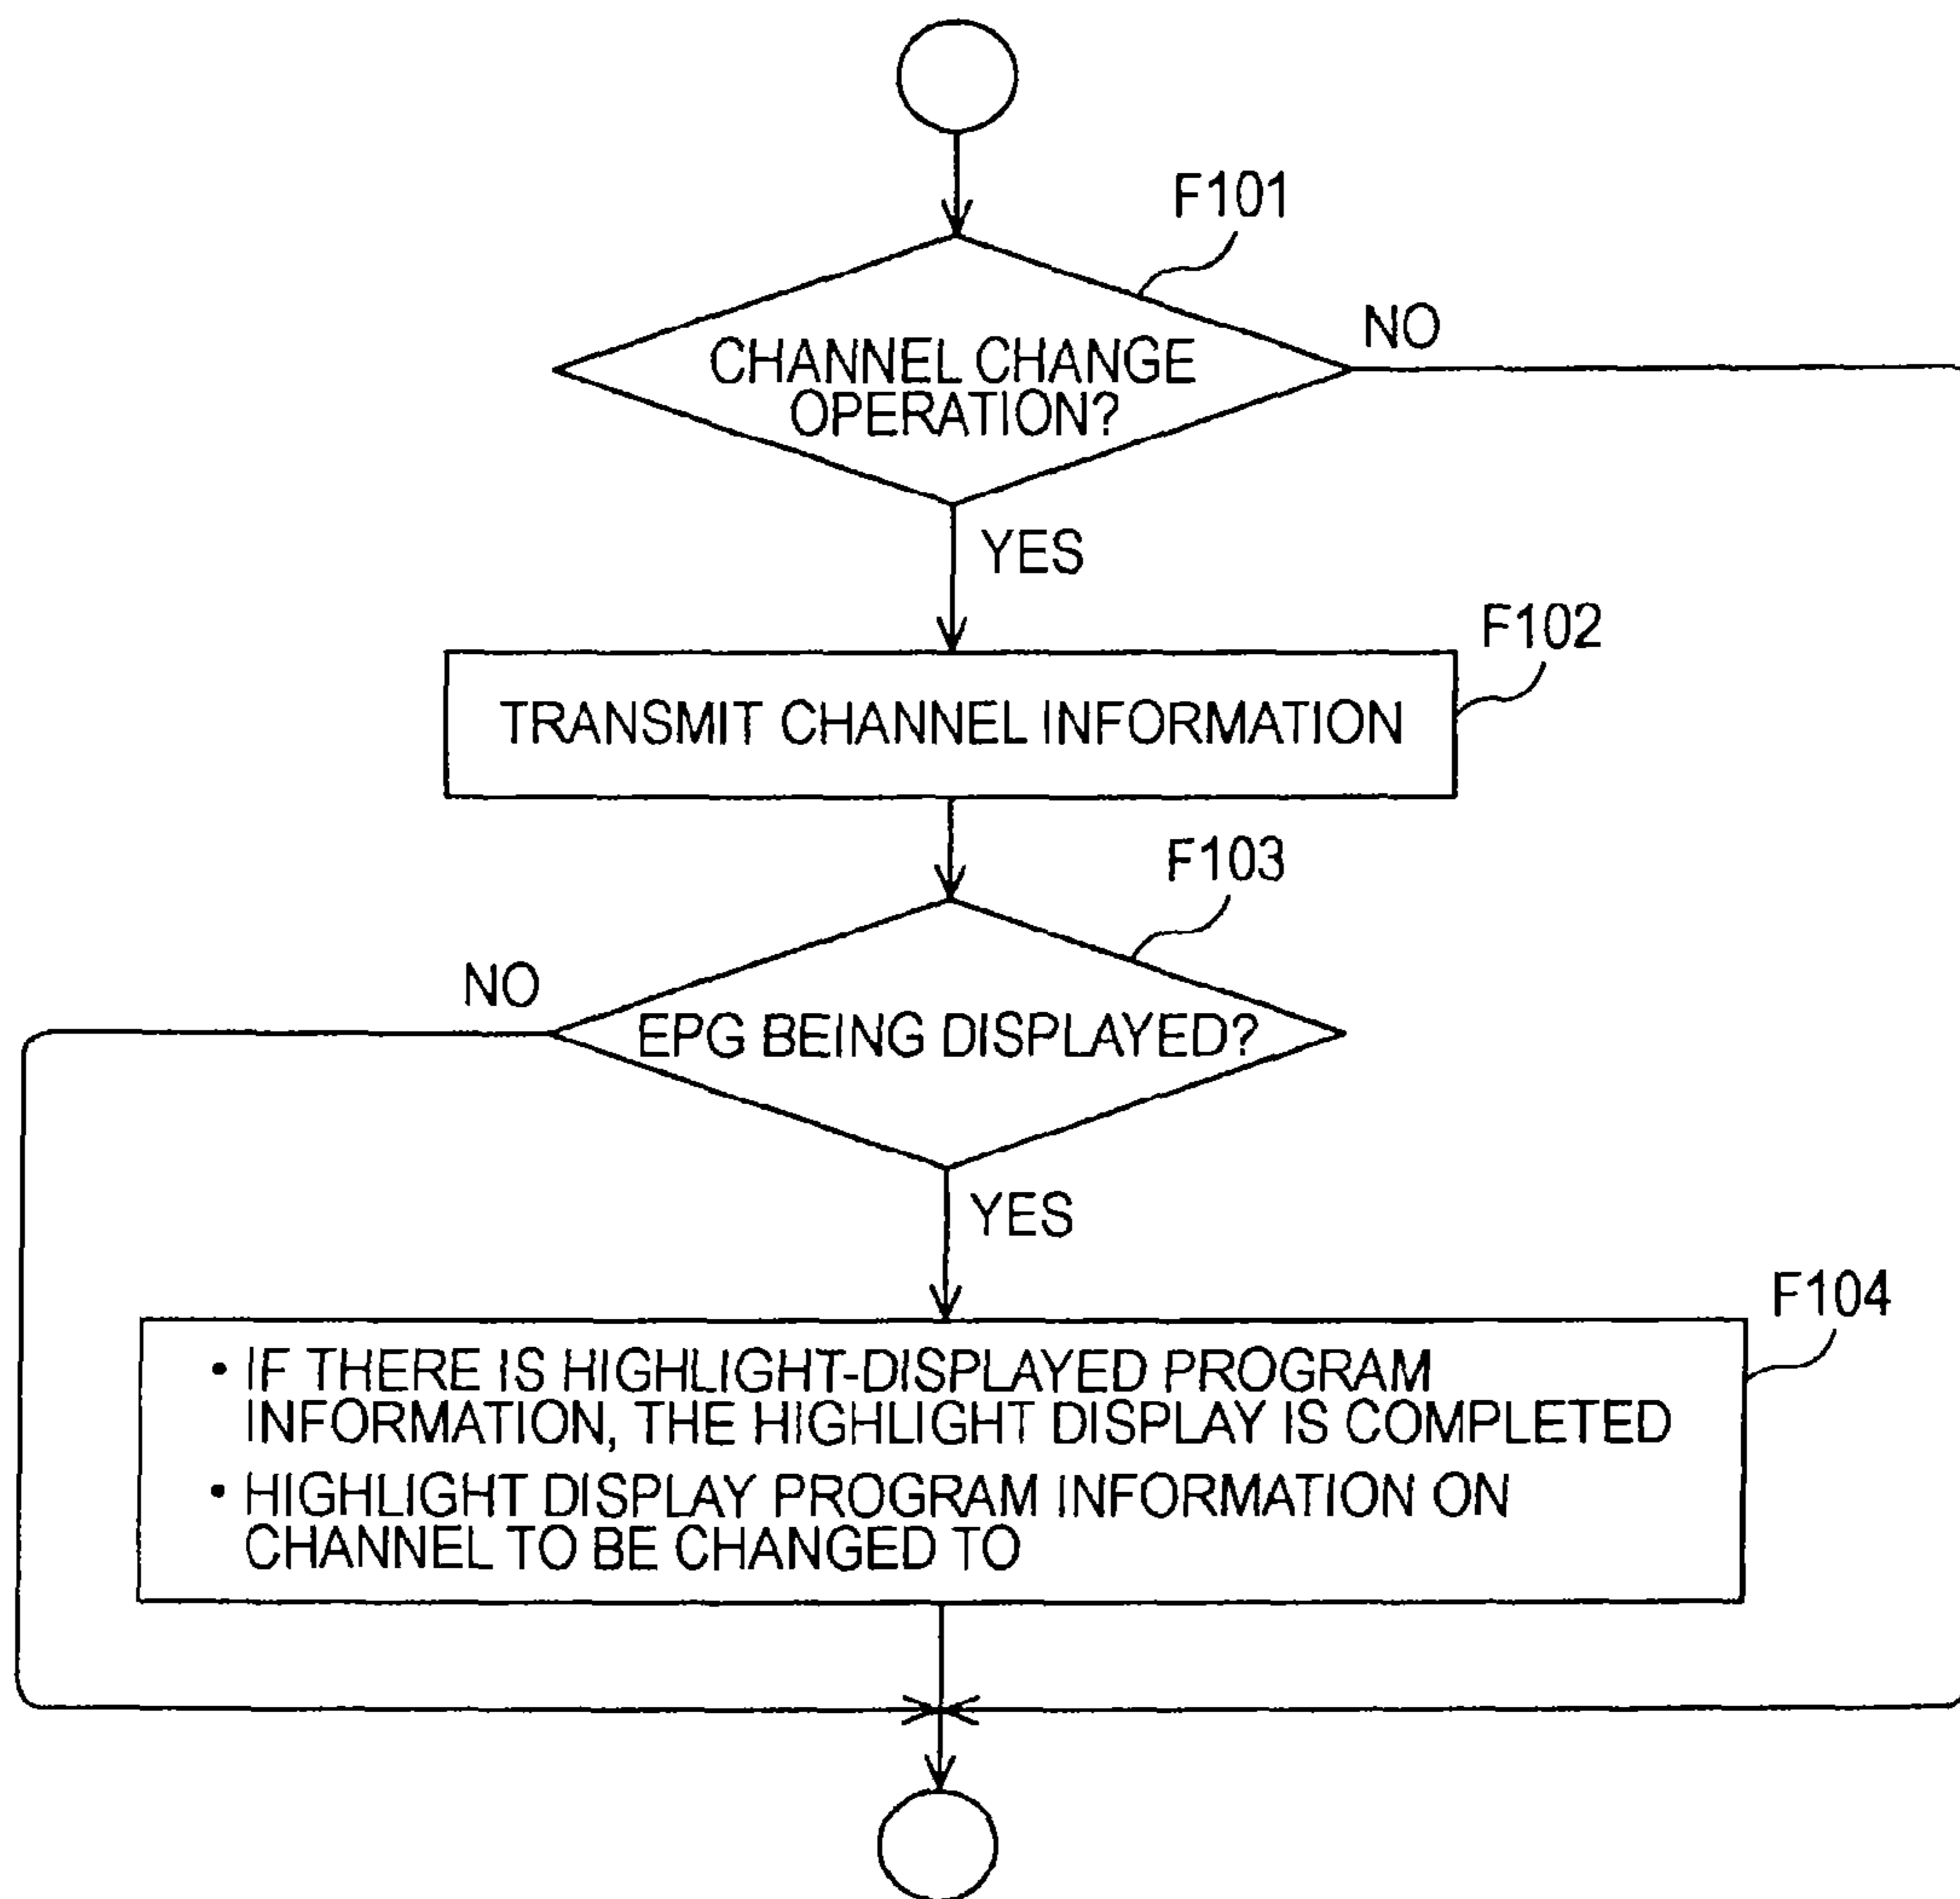 F101
CHANNEL CHANGE
OPERATION?
NO
YES
F102
TRANSMIT CHANNEL INFORMATION
F103
NO
EPG BEING DISPLAYED?
YES
F104
• IF THERE IS HIGHLIGHT-DISPLAYED PROGRAM
INFORMATION, THE HIGHLIGHT DISPLAY IS COMPLETED
• HIGHLIGHT DISPLAY PROGRAM INFORMATION ON
CHANNEL TO BE CHANGED TO